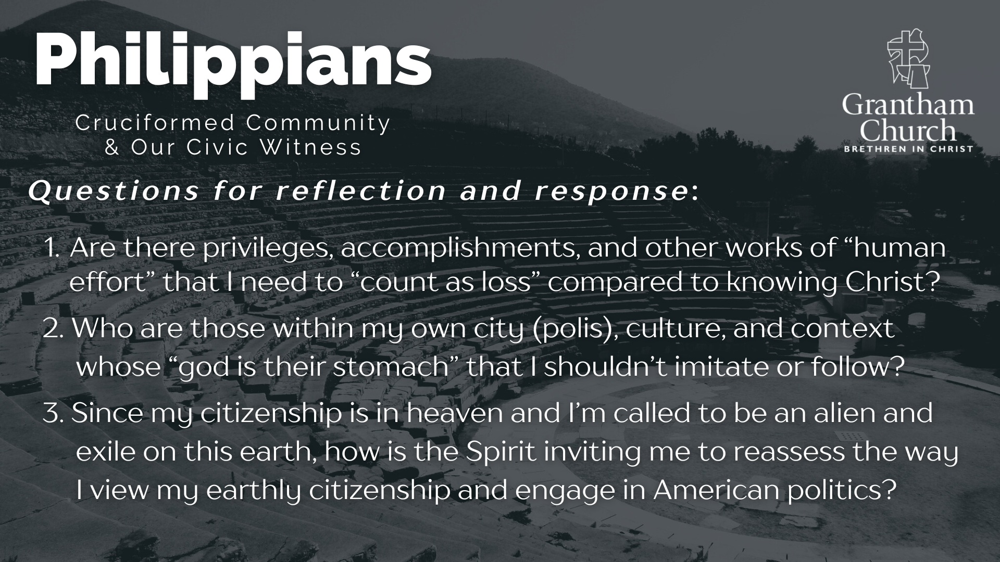 Philippians
Cruciformed Community
& Our Civic Witness
Grantham
Church
BRETHREN IN CHRIST
Questions for reflection and response:
1. Are there privileges, accomplishments, and other works of “human
effort” that I need to “count as loss” compared to knowing Christ?
2. Who are those within my own city (polis), culture, and context
whose “god is their stomach” that I shouldn’t imitate or follow?
3. Since my citizenship is in heaven and I’m called to be an alien and
exile on this earth, how is the Spirit inviting me to reassess the way
I view my earthly citizenship and engage in American politics?